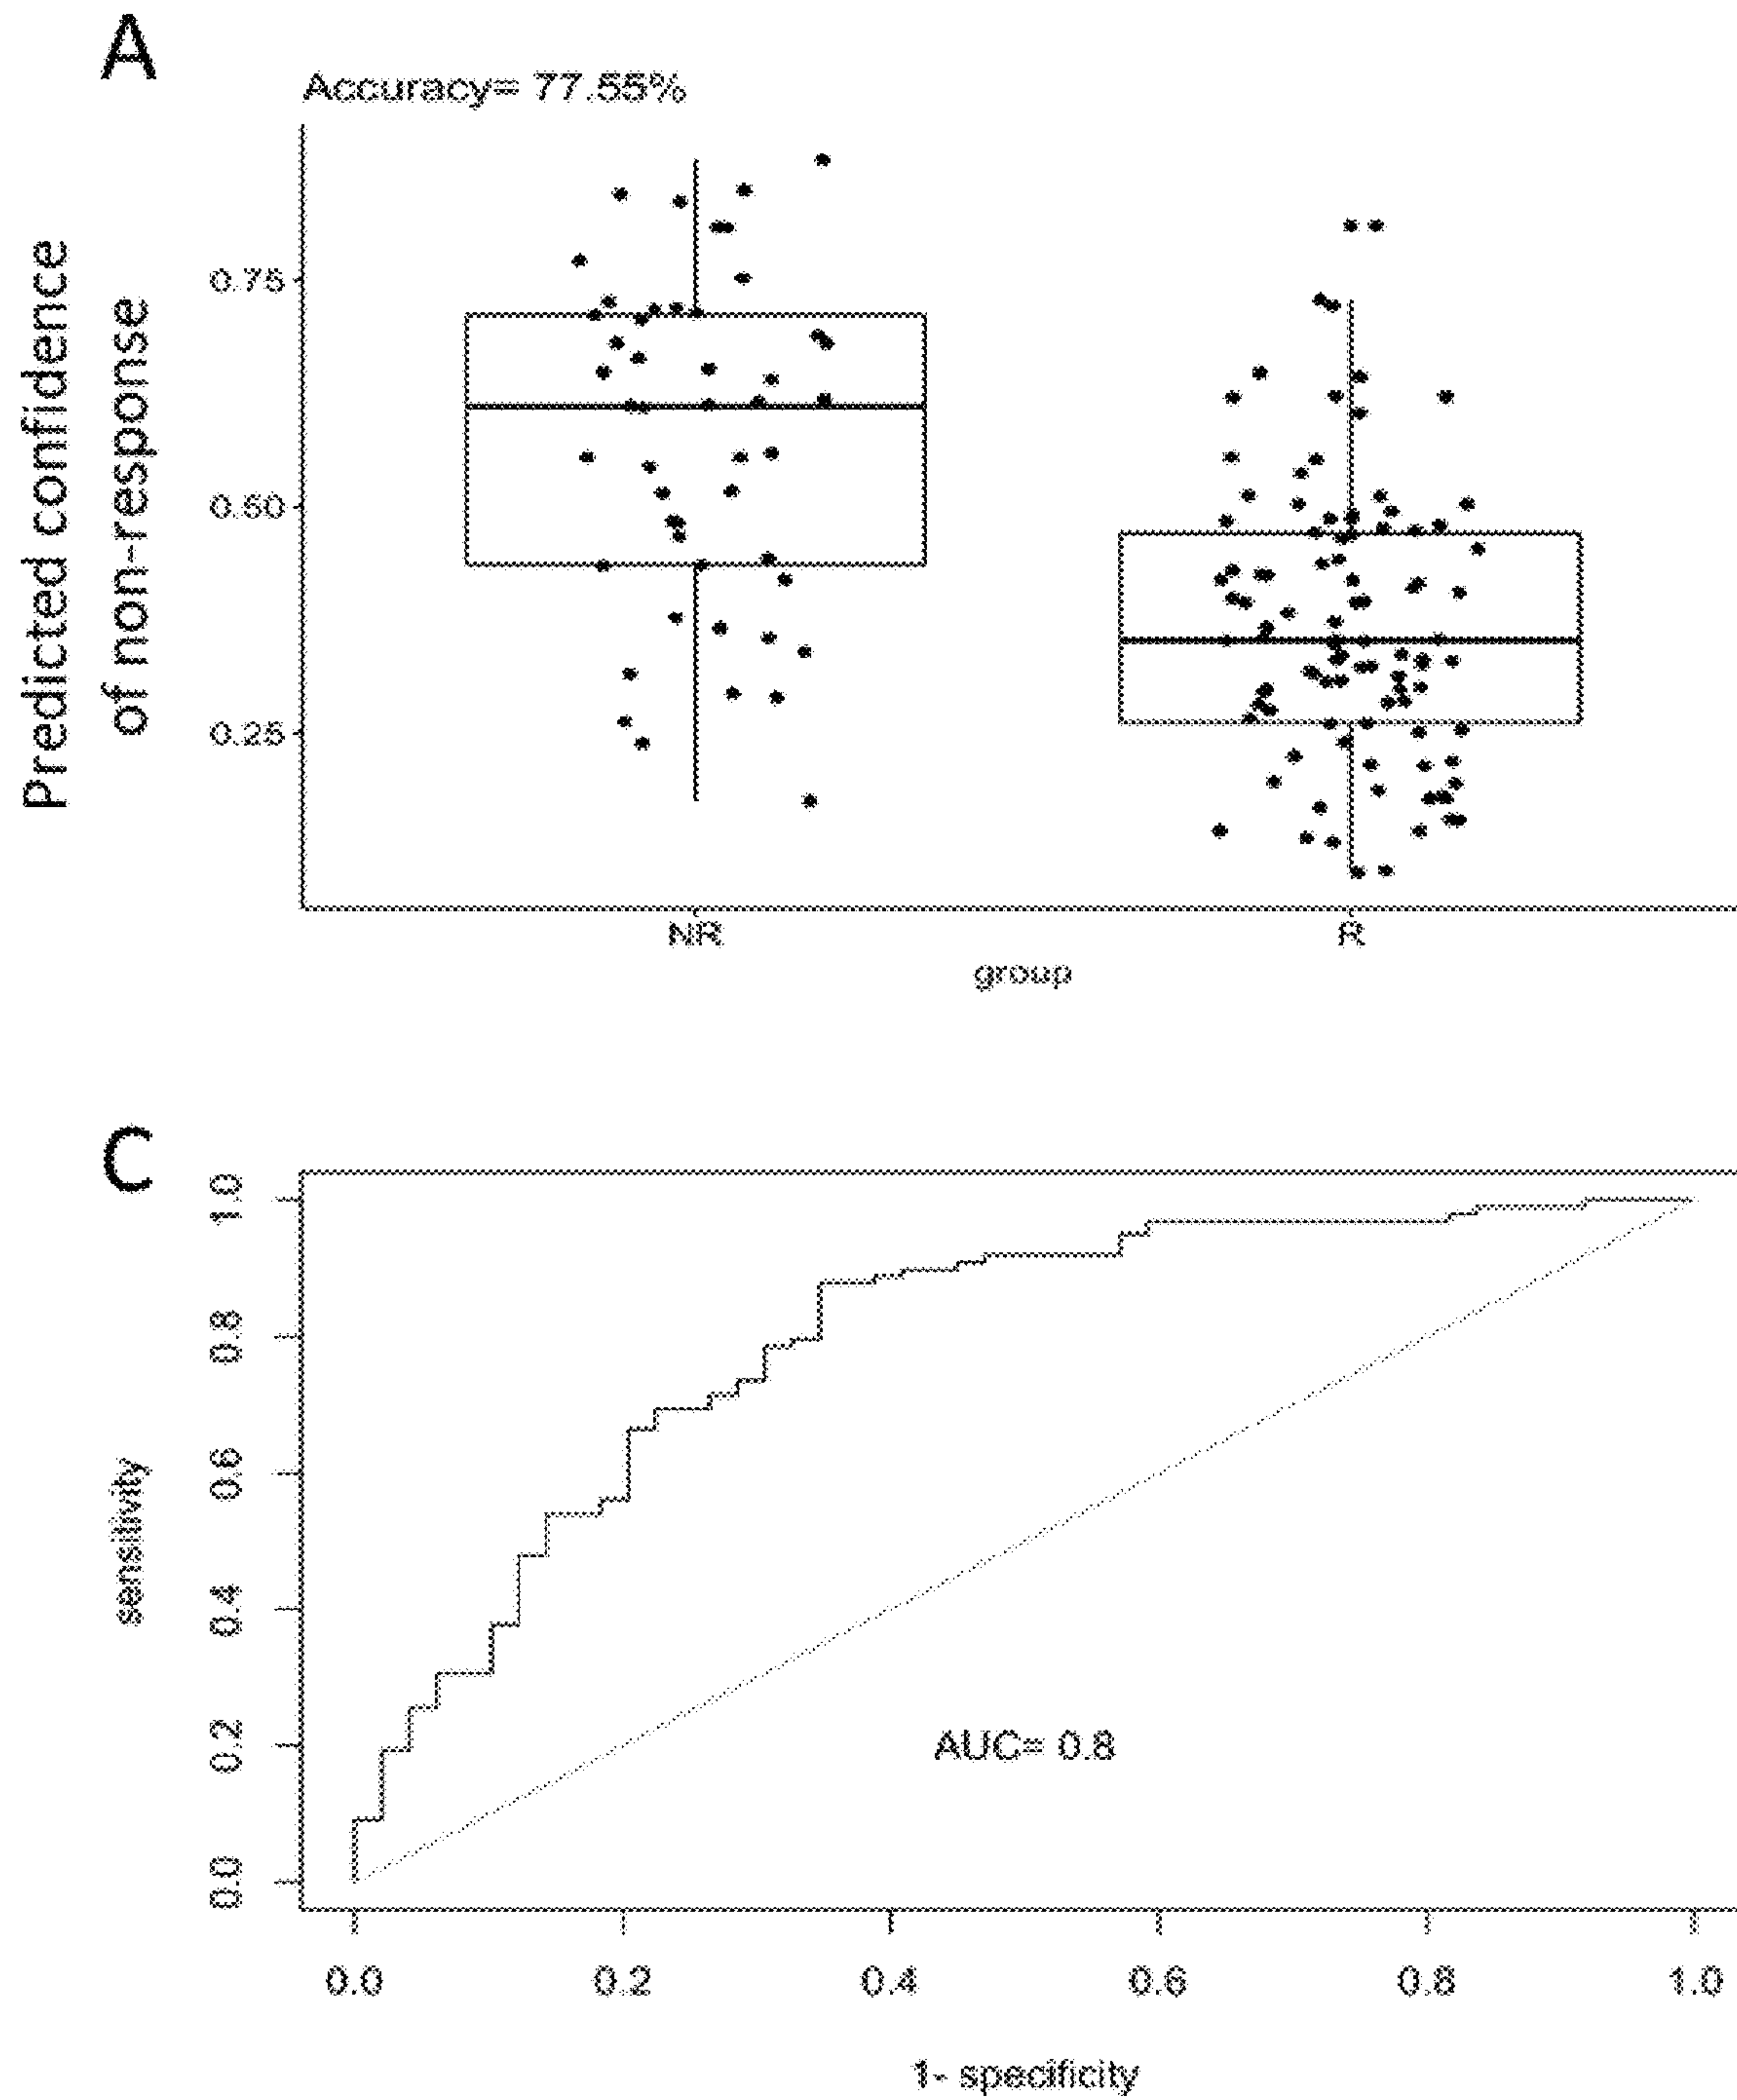 A
Accuracy= 77.55%
Predicted confidence
of non-response
0.75
0.50
0.25
NR
R
group
C
1.0
0.8
0.6
0.4
0.2
0.0
sensitivity
AUC= 0.8
0.0 0.2 0.4 0.6 0.8 1.0
1- specificity